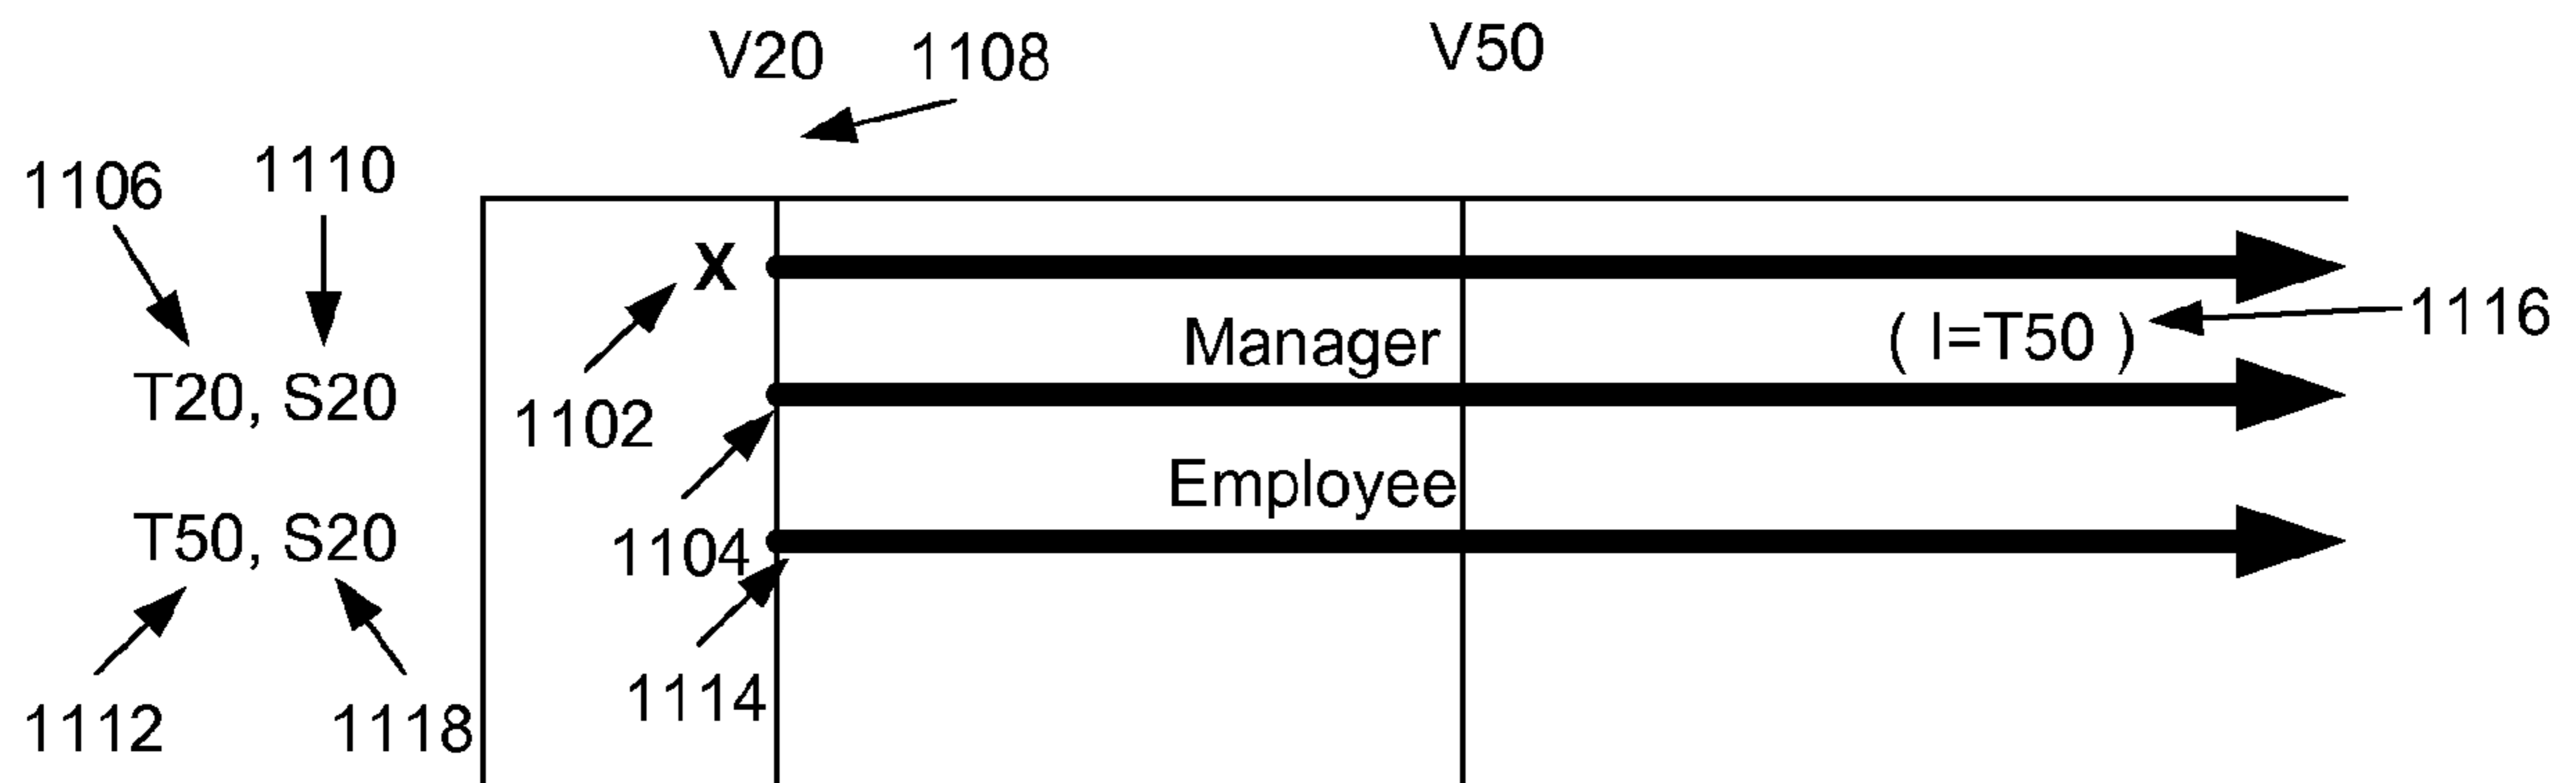 V20 1108 V50
1106 1110
X
Manager ( I=T50 ) 1116
T20, S20 1102
Employee
T50, S20 1104
1112 1118 1114